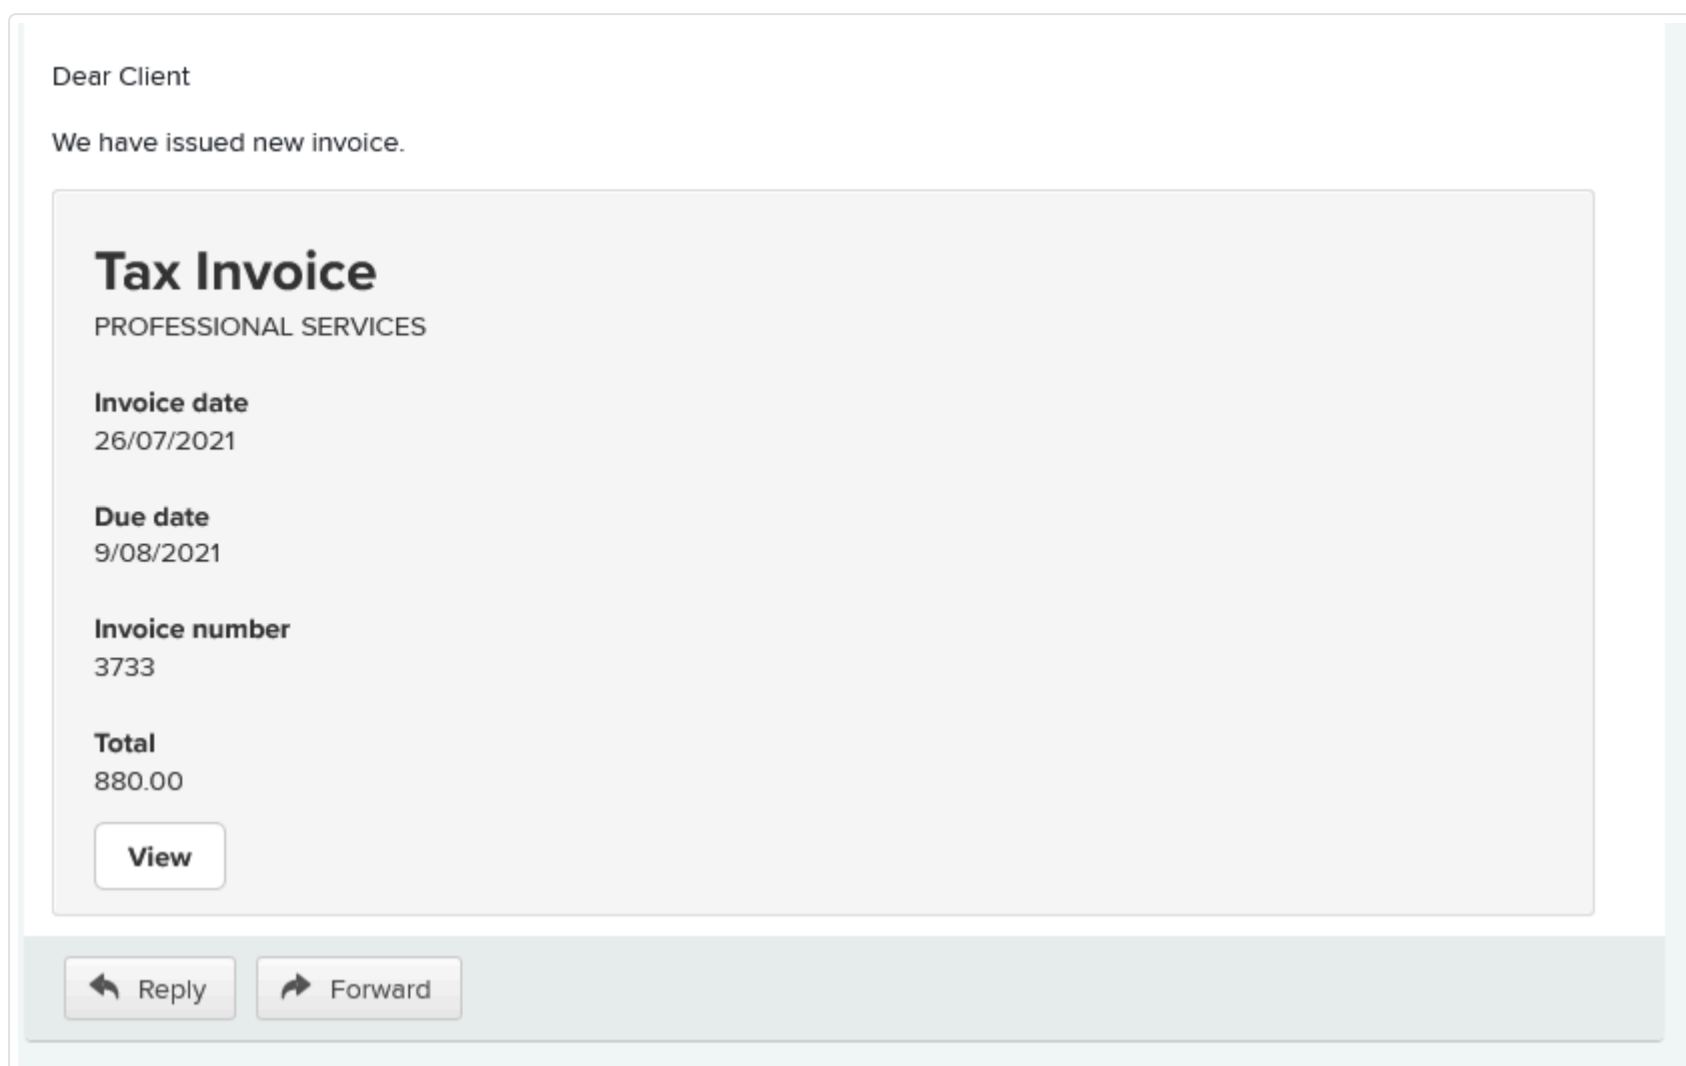 Dear Client
We have issued new invoice.
Tax Invoice
PROFESSIONAL SERVICES
Invoice date
26/07/2021
Due date
9/08/2021
Invoice number
3733
Total
880.00
View
Reply
Forward